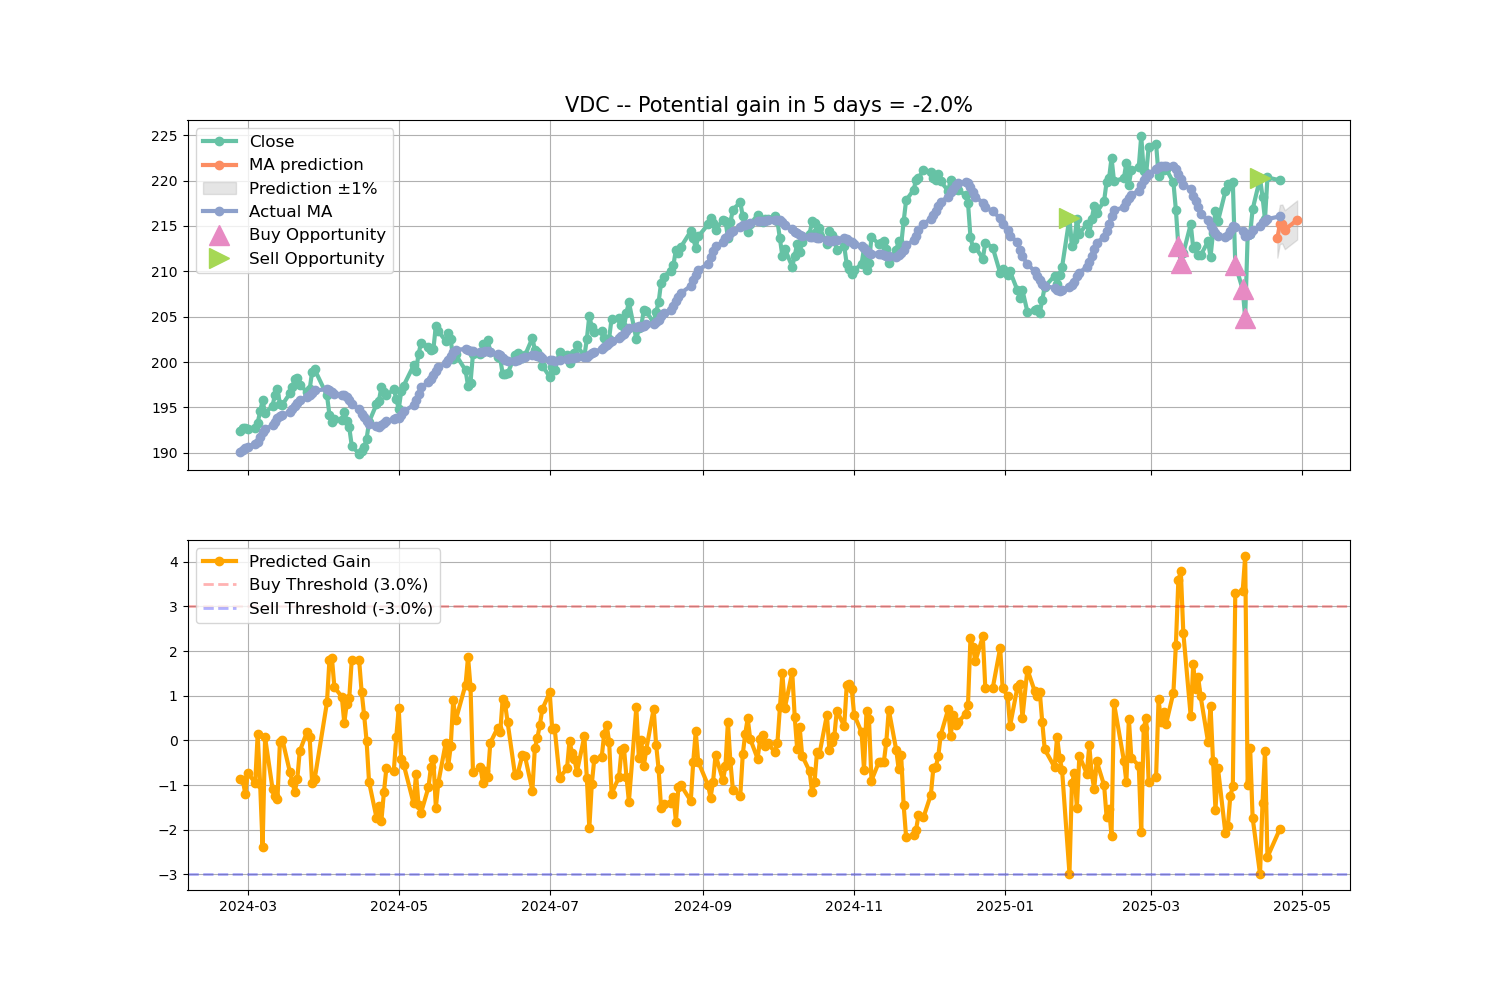 VDC -- Potential gain in 5 days = -2.0%
225
220
215
210
205
200
195
190
Close
MA prediction
Prediction ±1%
Actual MA
Buy Opportunity
Sell Opportunity
4
3
2
1
0
−1
−2
−3
Predicted Gain
Buy Threshold (3.0%)
Sell Threshold (-3.0%)
2024-03
2024-05
2024-07
2024-09
2024-11
2025-01
2025-03
2025-05